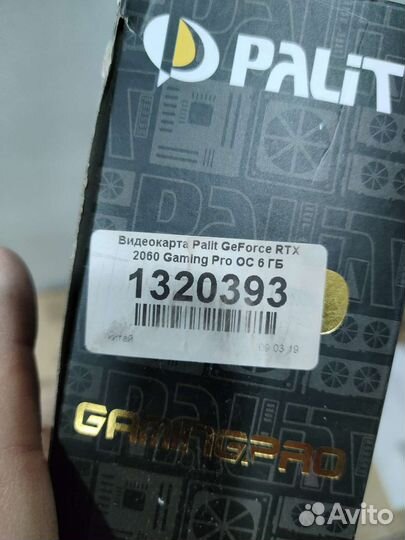 PALiT
Видеокарта Palit GeForce RTX
2060 Gaming Pro OC 6 ГБ
1320393
Китай
09.03.19
GAMINGPRO
Avito